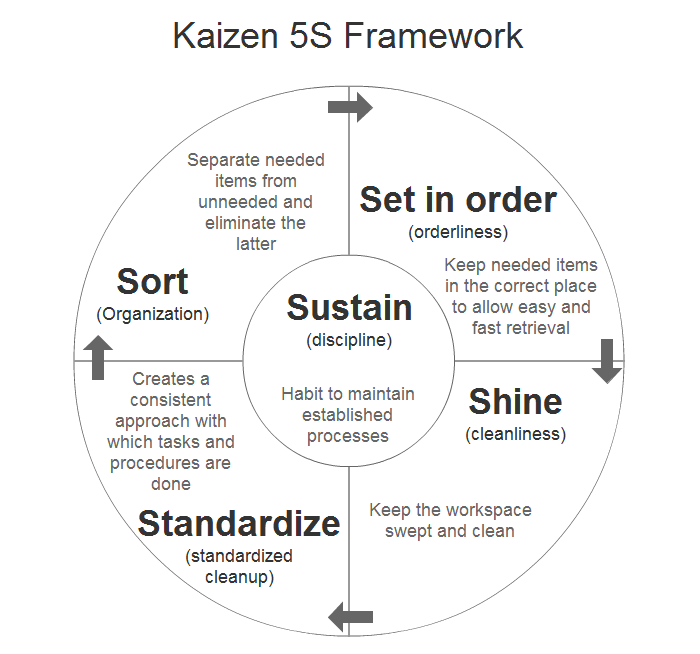 Kaizen 5S Framework
Separate needed
items from
unneeded and
eliminate the
latter
Sort
(Organization)
Set in order
(orderliness)
Keep needed items
in the correct place
to allow easy and
fast retrieval
Sustain
(discipline)
Habit to maintain
established
processes
Shine
(cleanliness)
Keep the workspace
swept and clean
Creates a
consistent
approach with
which tasks and
procedures are
done
Standardize
(standardized
cleanup)